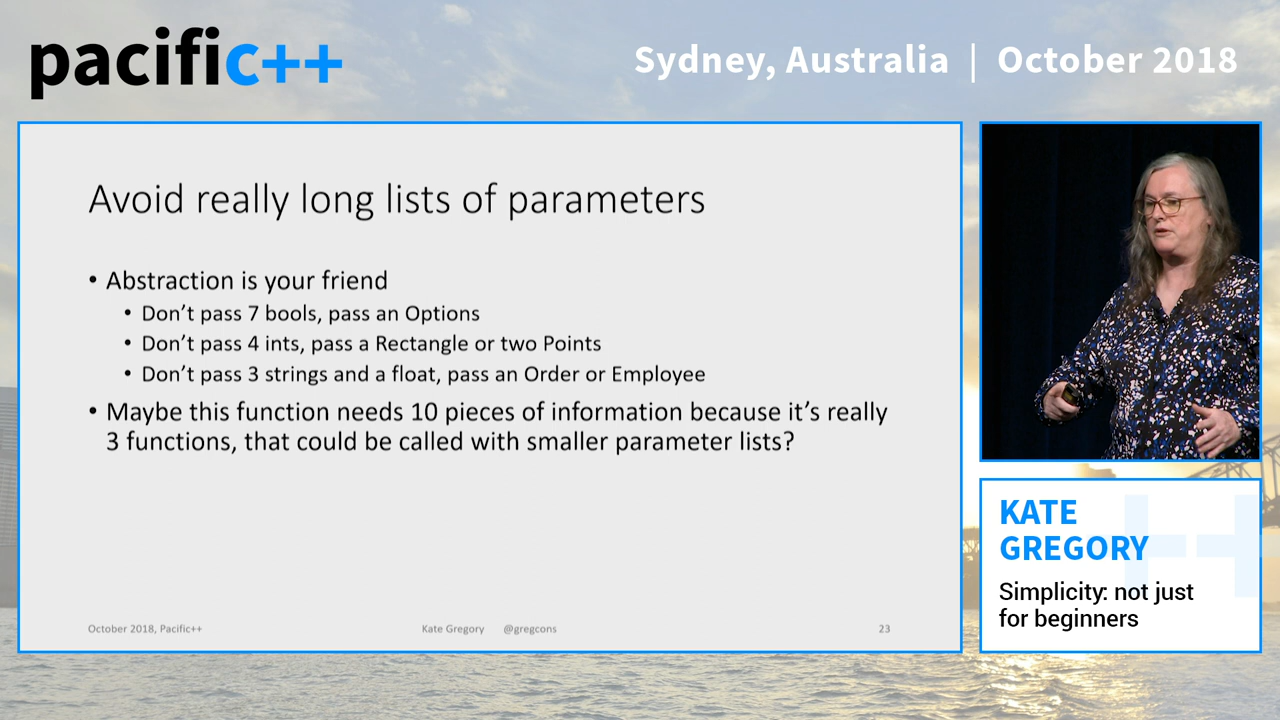 pacific++
Sydney, Australia | October 2018
Avoid really long lists of parameters
• Abstraction is your friend
• Don’t pass 7 bools, pass an Options
• Don’t pass 4 ints, pass a Rectangle or two Points
• Don’t pass 3 strings and a float, pass an Order or Employee
• Maybe this function needs 10 pieces of information because it’s really
3 functions, that could be called with smaller parameter lists?
October 2018, Pacific++
Kate Gregory @gregcons
23
KATE
GREGORY
Simplicity: not just
for beginners